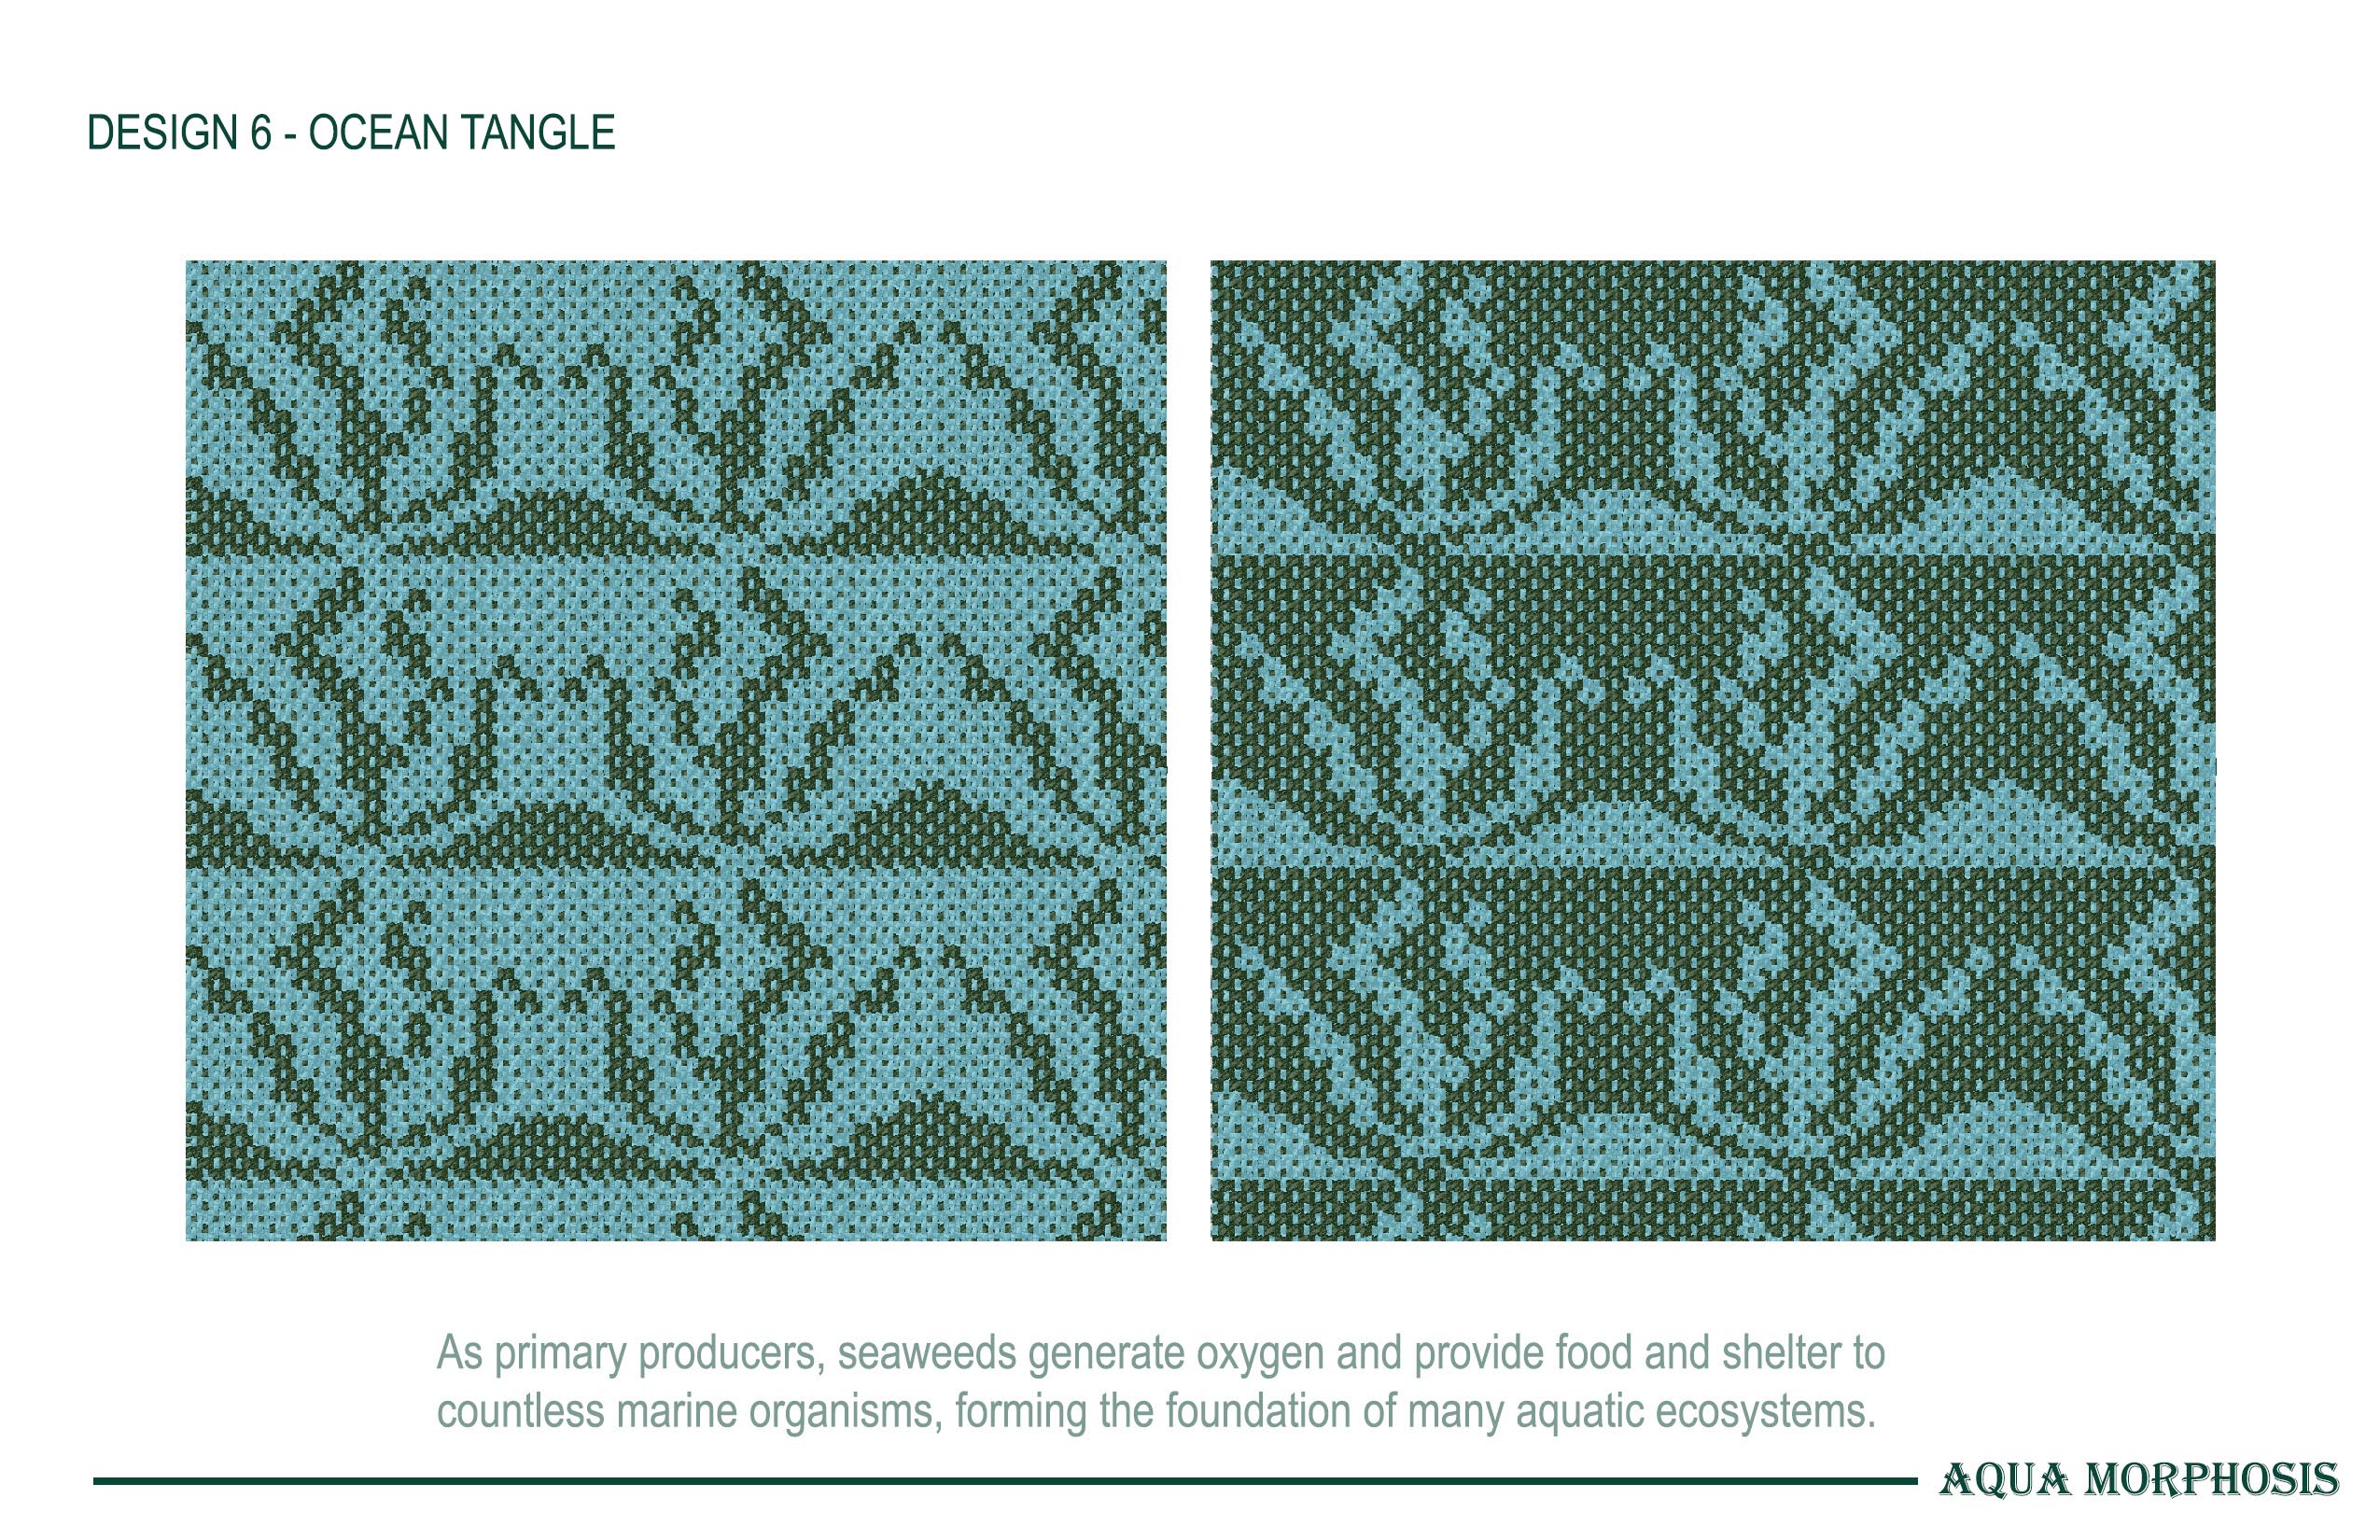 DESIGN 6 - OCEAN TANGLE
As primary producers, seaweeds generate oxygen and provide food and shelter to
countless marine organisms, forming the foundation of many aquatic ecosystems.
AQUA MORPHOSIS